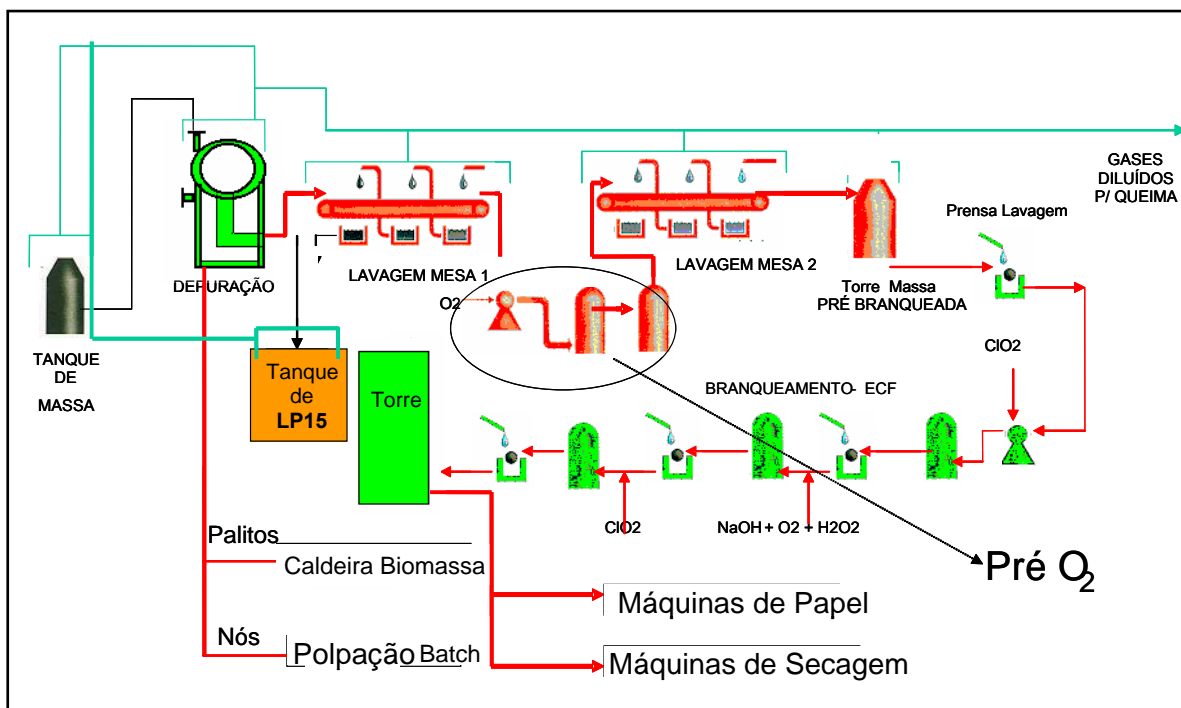 GASES
DILUÍDOS
P/ QUEIMA
Prensa Lavagem
LAVAGEM MESA 1
LAVAGEM MESA 2
DEPURAÇÃO
Torre Massa
PRÉ BRANQUEADA
O2
TANQUE
DE
MASSA
Tanque
de
LP15
Torre
ClO2
BRANQUEAMENTO- ECF
ClO2
NaOH + O2 + H2O2
Pré O2
Palitos
Caldeira Biomassa
Máquinas de Papel
Nós
Polpação Batch
Máquinas de Secagem